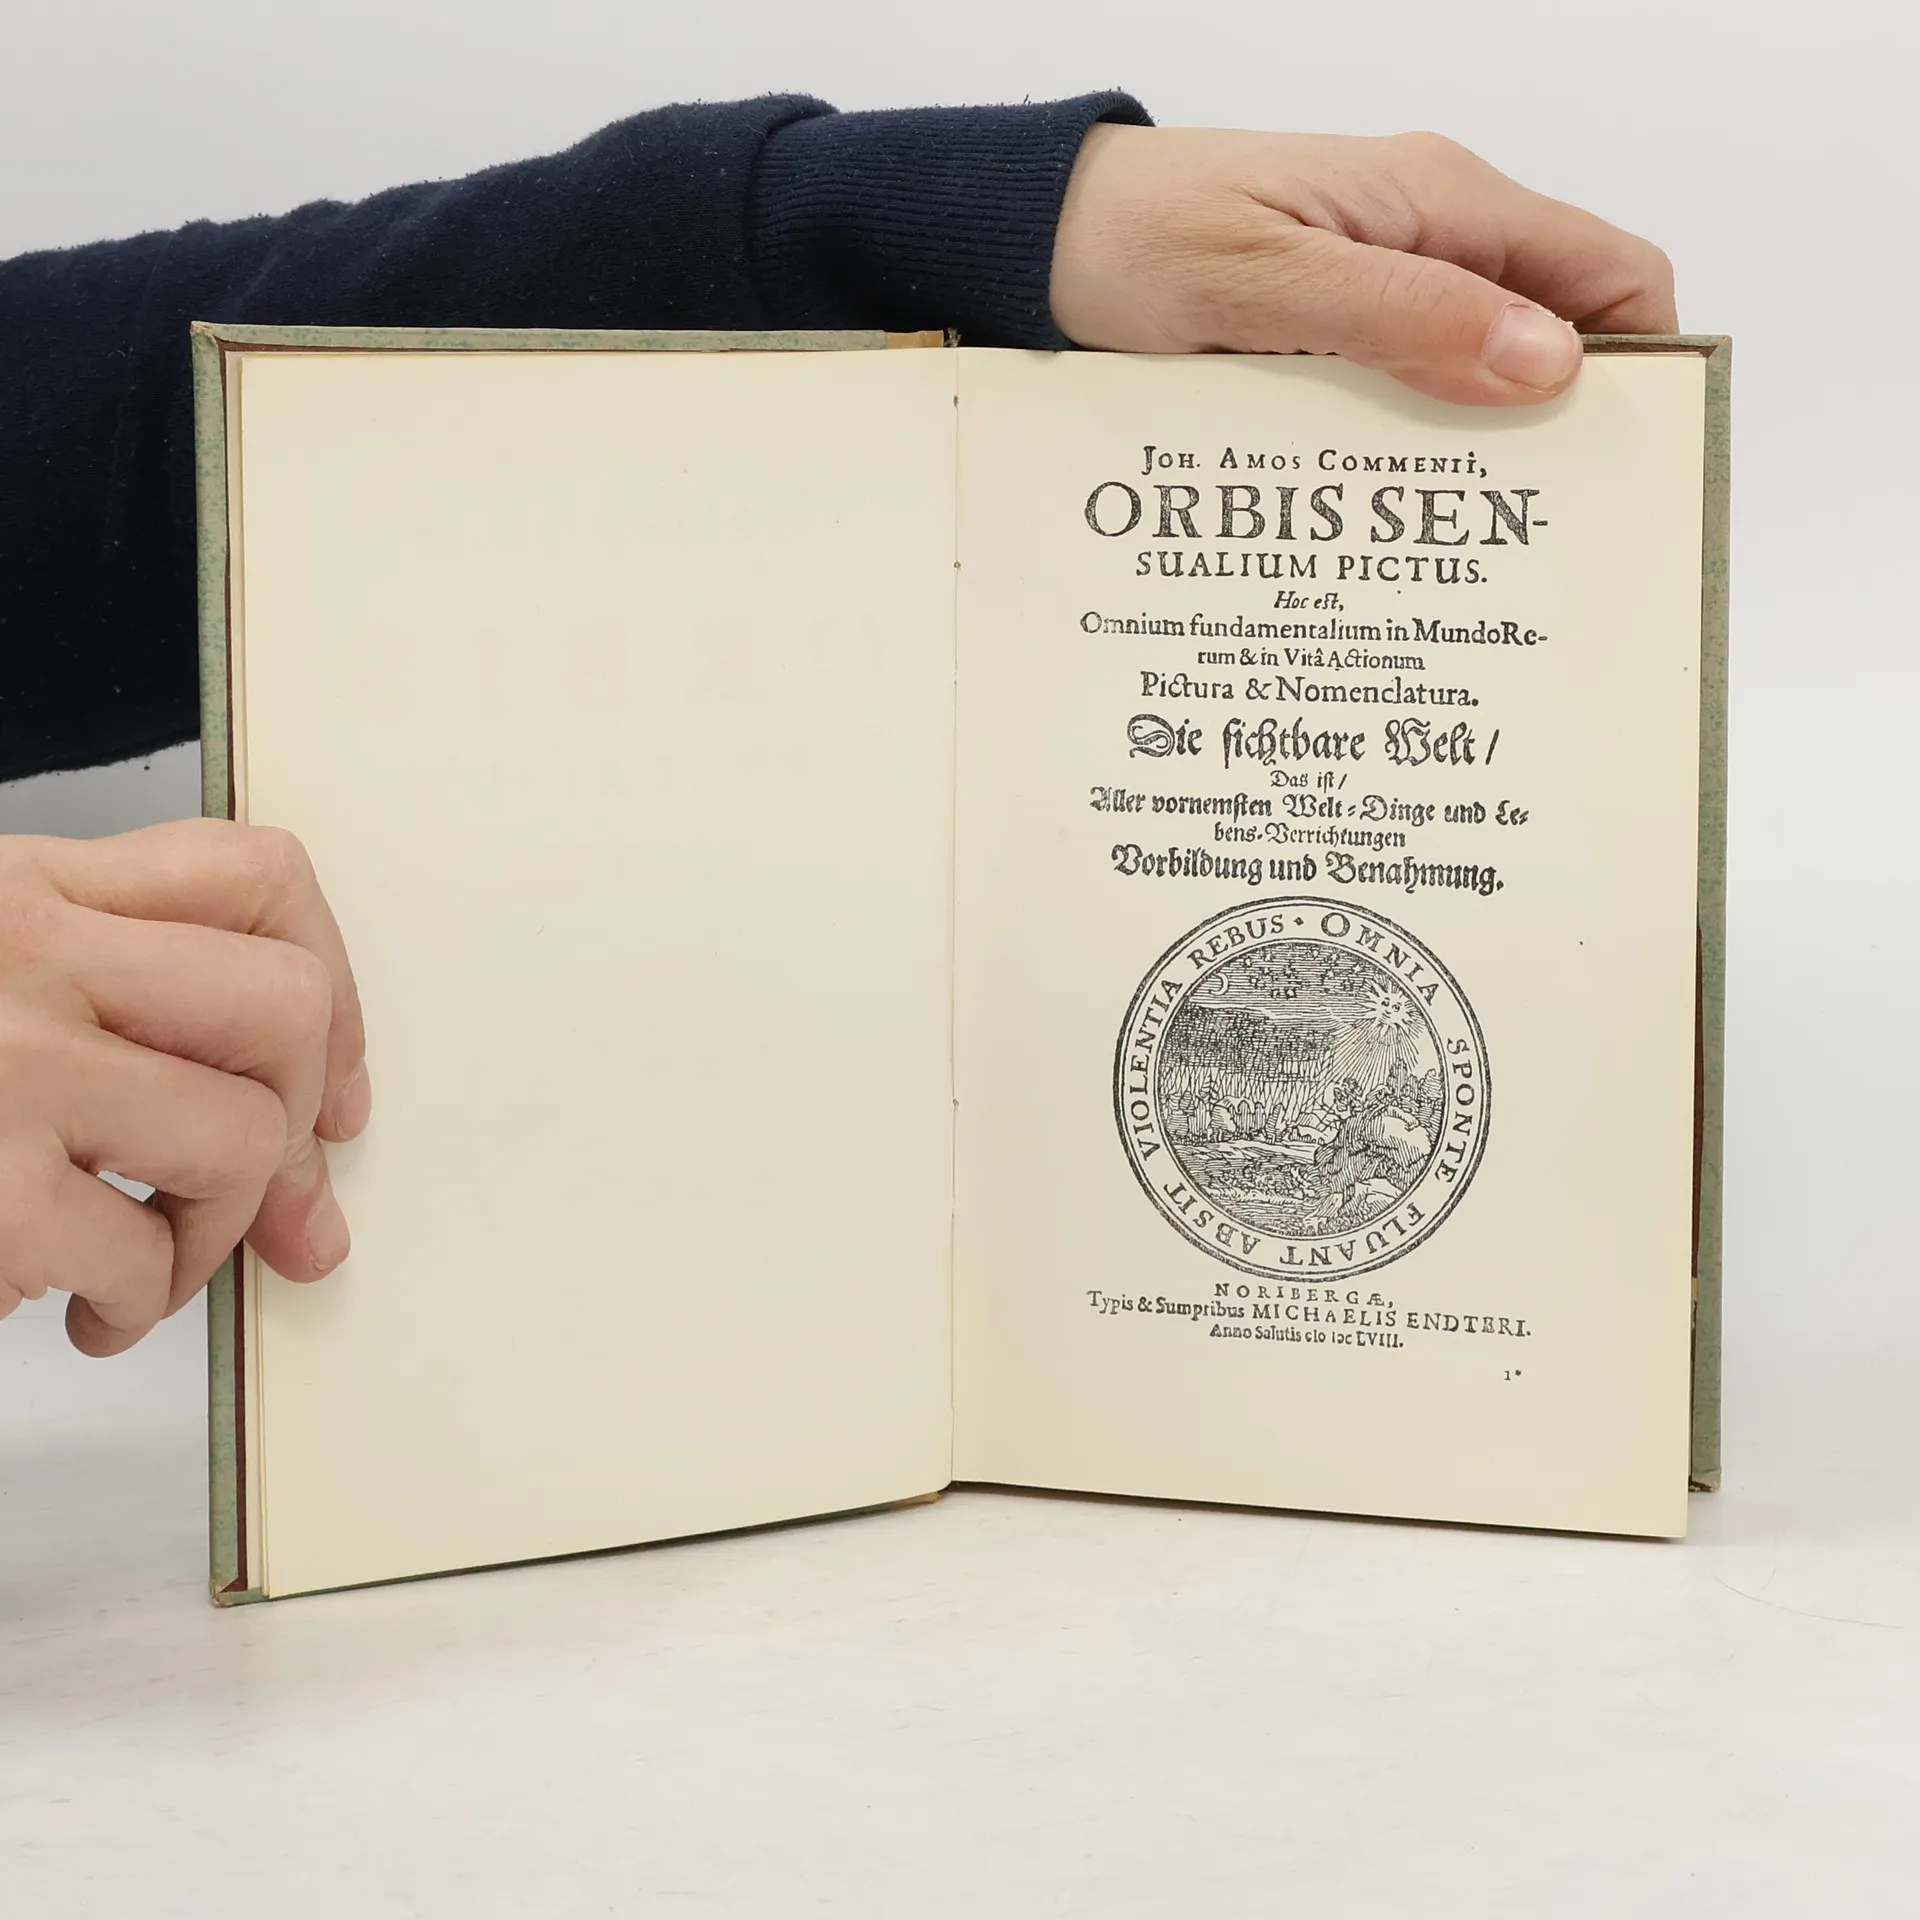 JOH. AMOS COMMENII,
ORBIS SEN-
SUALIUM PICTUS.
Hoc est,
Omnium fundamentalium in Mundo Re-
rum & in Vitâ Actionum
Pictura & Nomenclatura.
Die sichtbare Welt/
Das ist/
Aller vornemsten Welt-Dinge und Le-
bens-Verrichtungen
Vorbildung und Benahmung.
OMNIA SPONTE FLUANT ABSIT VIOLENTIA REBUS ·
NORIBERGÆ,
Typis & Sumptibus MICHAELIS ENDTERI.
Anno Salutis cIo Ioc LVIII.
1*